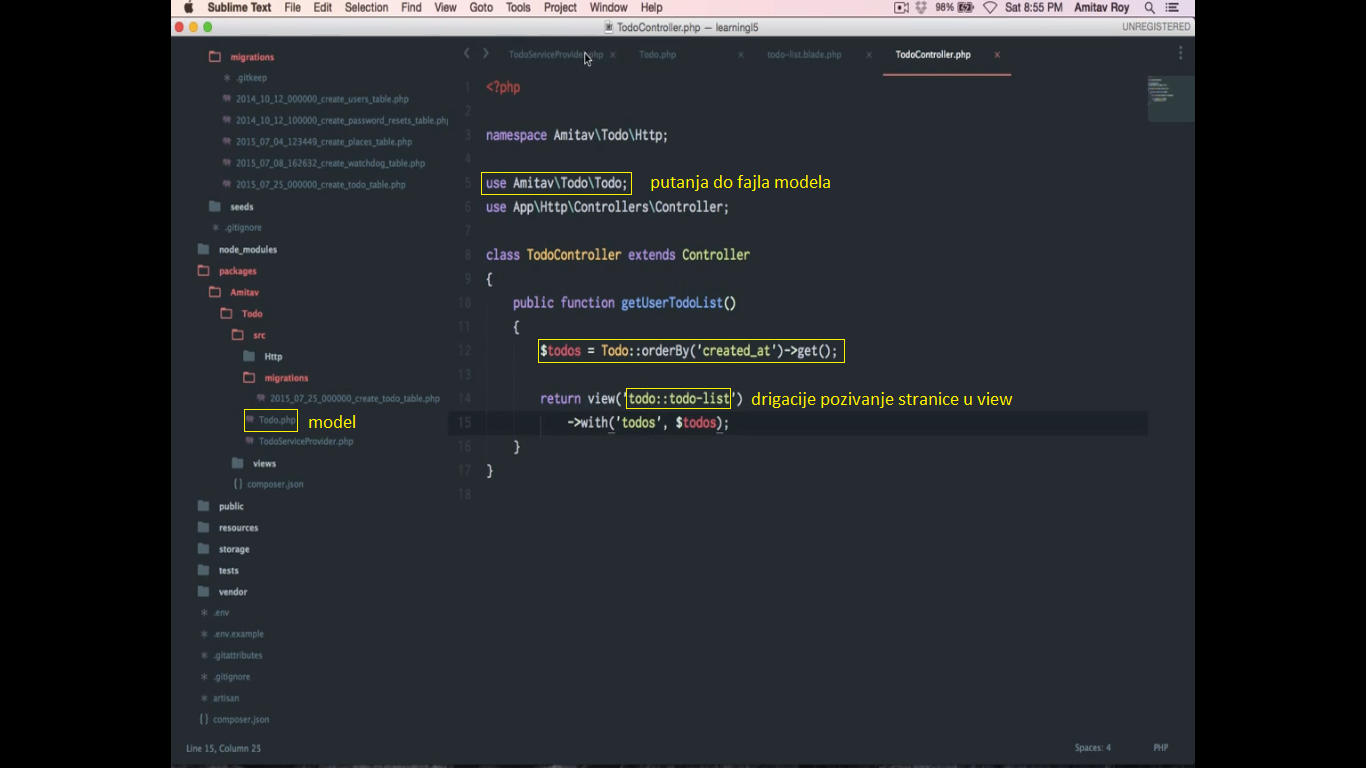 Sublime Text File Edit Selection Find View Goto Tools Project Window Help 98% Sat 8:55 PM Amitav Roy
TodoController.php — learningl5 UNREGISTERED
TodoServiceProvider.php × Todo.php × todo-list.blade.php × TodoController.php ×
migrations
.gitkeep
2014_10_12_000000_create_users_table.php
2014_10_12_100000_create_password_resets_table.php
2015_07_04_123449_create_places_table.php
2015_07_08_162632_create_watchdog_table.php
2015_07_25_000000_create_todo_table.php
seeds
.gitignore
node_modules
packages
Amitav
Todo
src
Http
migrations
2015_07_25_000000_create_todo_table.php
Todo.php model
TodoServiceProvider.php
views
composer.json
public
resources
storage
tests
vendor
.env
.env.example
.gitattributes
.gitignore
artisan
composer.json
1 <?php
2
3 namespace Amitav\Todo\Http;
4
5 use Amitav\Todo\Todo; putanja do fajla modela
6 use App\Http\Controllers\Controller;
7
8 class TodoController extends Controller
9 {
10 public function getUserTodoList()
11 {
12 $todos = Todo::orderBy('created_at')->get();
13
14 return view('todo::todo-list') drigacije pozivanje stranice u view
15 ->with('todos', $todos);
16 }
17 }
18
Line 15, Column 25 Spaces: 4 PHP